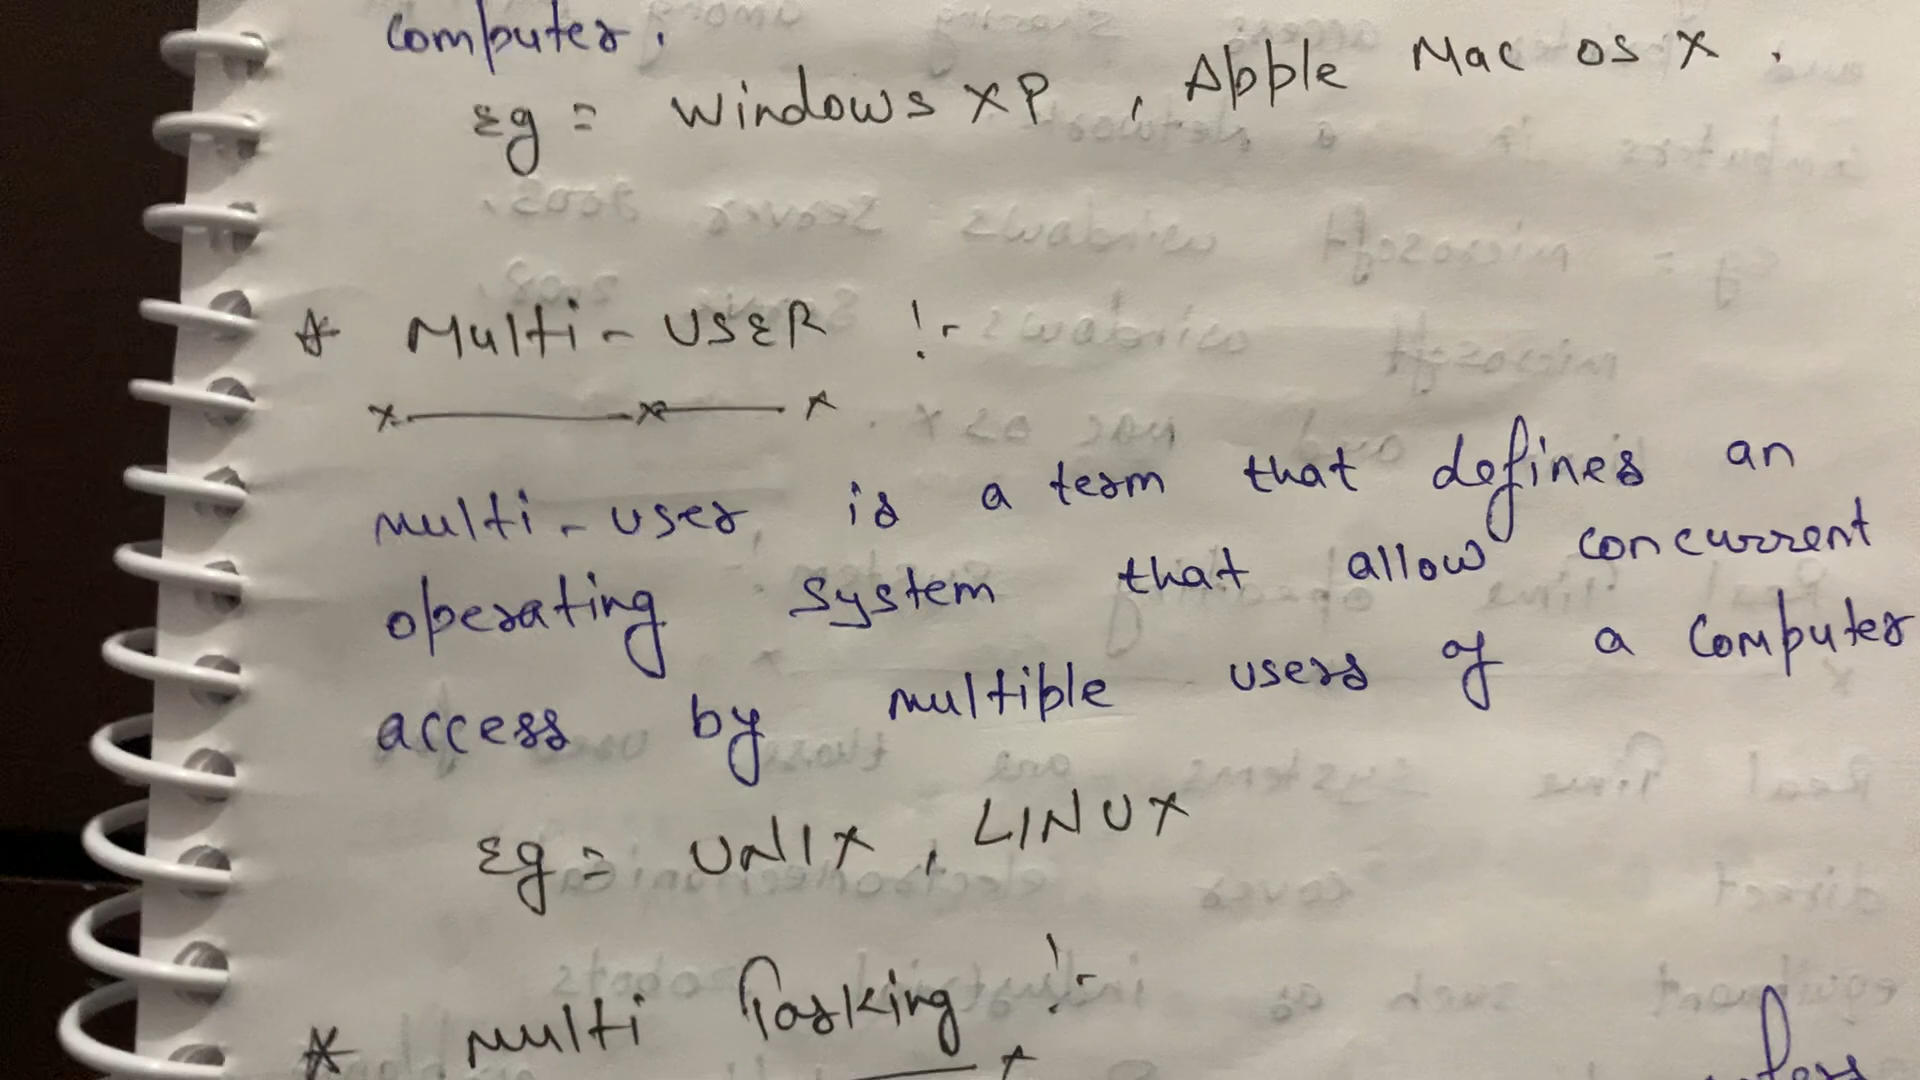 Computer.
Eg = Windows XP , Apple Mac OS X .
* Multi - USER :-
multi - user is a term that defines an
operating system that allow concurrent
access by multible users of a Computer
Eg = UNIX , LINUX
* Multi Tasking :-